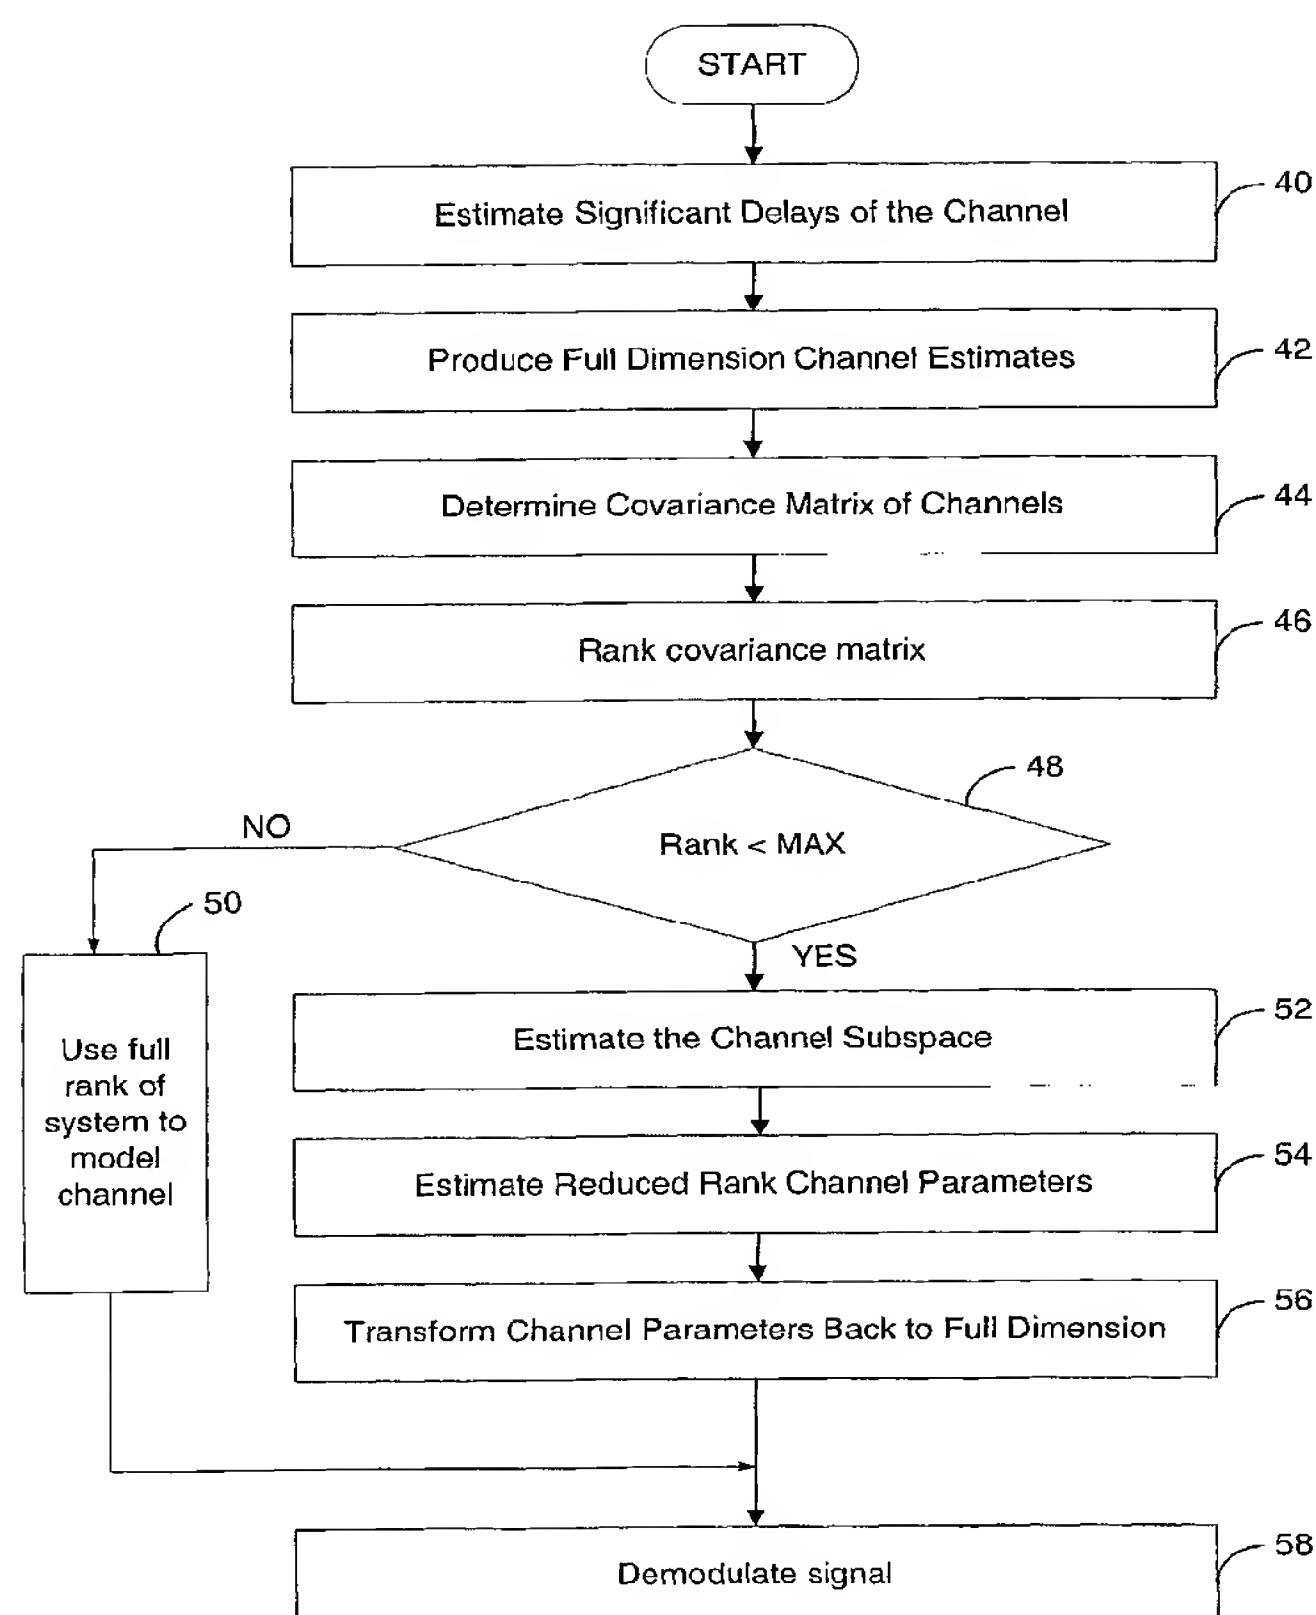 START
Estimate Significant Delays of the Channel
40
Produce Full Dimension Channel Estimates
42
Determine Covariance Matrix of Channels
44
Rank covariance matrix
46
48
Rank < MAX
NO
YES
50
Use full
rank of
system to
model
channel
Estimate the Channel Subspace
52
Estimate Reduced Rank Channel Parameters
54
Transform Channel Parameters Back to Full Dimension
56
Demodulate signal
58